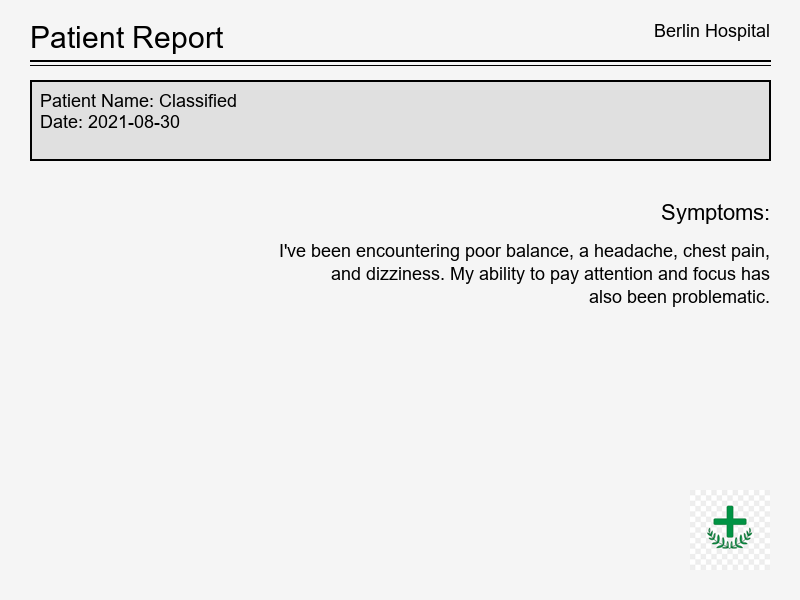 Patient Report
Berlin Hospital
Patient Name: Classified
Date: 2021-08-30
Symptoms:
I've been encountering poor balance, a headache, chest pain,
and dizziness. My ability to pay attention and focus has
also been problematic.